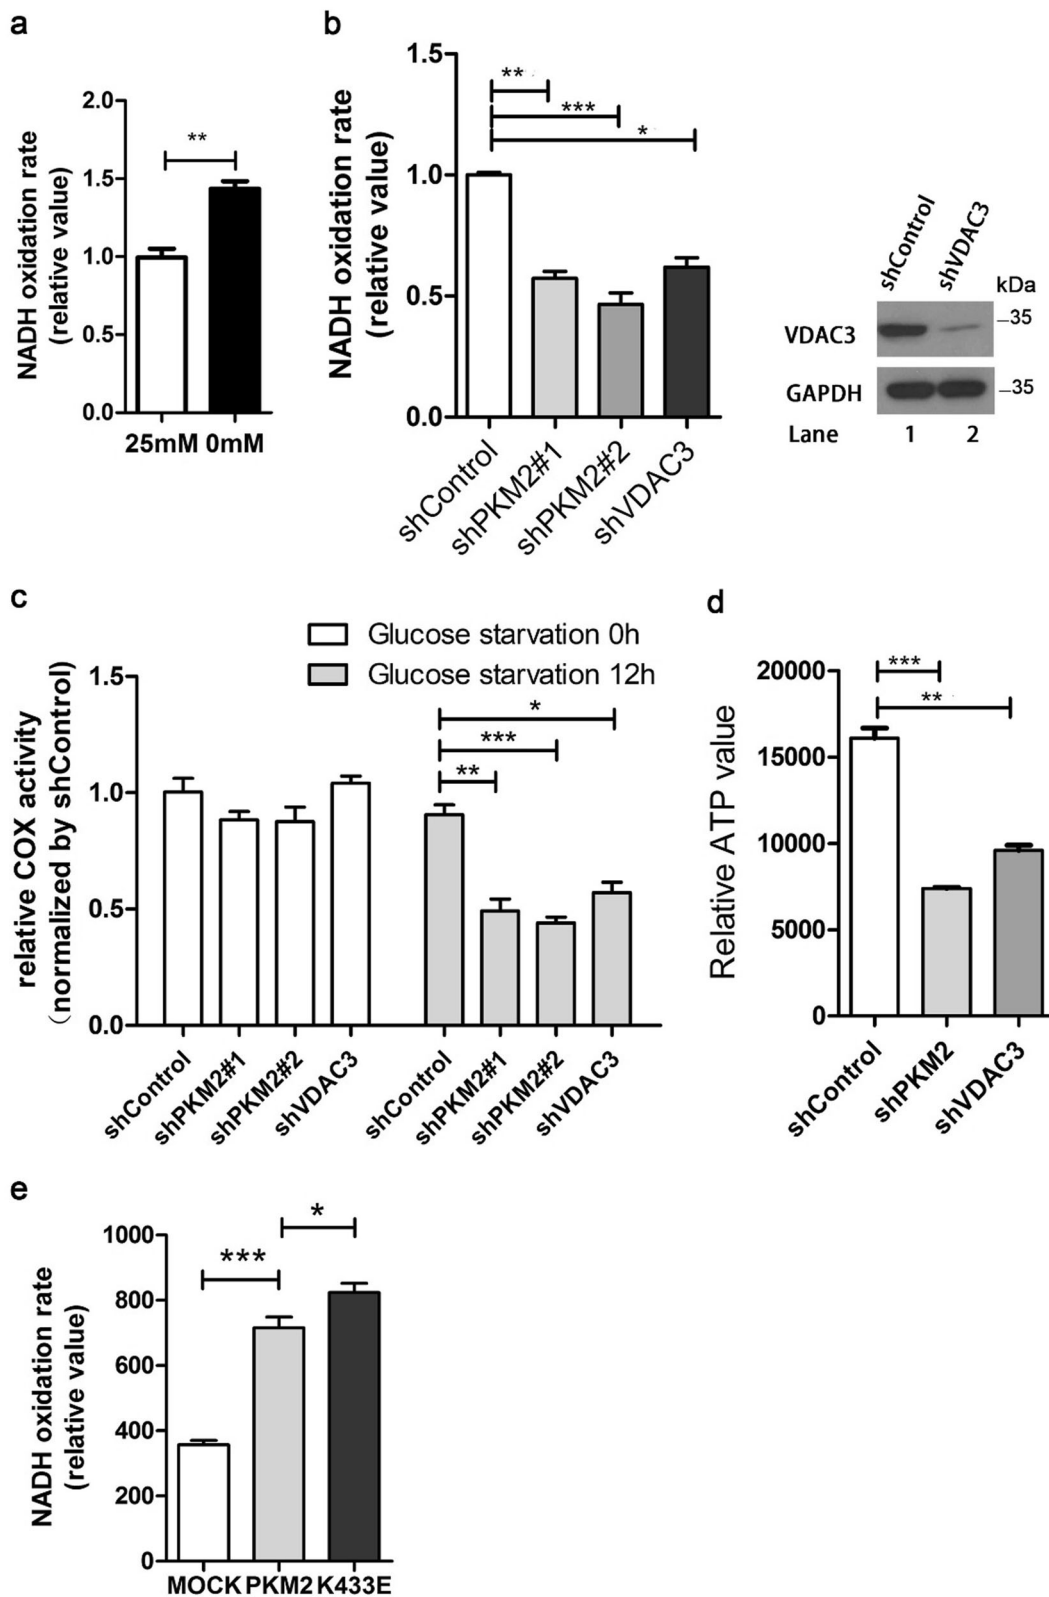 a
NADH oxidation rate
(relative value)
2.0
1.5
1.0
0.5
0.0
**
25mM 0mM
b
NADH oxidation rate
(relative value)
1.5
1.0
0.5
0.0
**
***
*
shControl
shPKM2#1
shPKM2#2
shVDAC3
shControl
shVDAC3
kDa
VDAC3
–35
GAPDH
–35
Lane 1 2
c
Glucose starvation 0h
Glucose starvation 12h
relative COX activity
(normalized by shControl)
1.5
1.0
0.5
0.0
*
***
**
shControl
shPKM2#1
shPKM2#2
shVDAC3
shControl
shPKM2#1
shPKM2#2
shVDAC3
d
Relative ATP value
20000
15000
10000
5000
0
***
**
shControl
shPKM2
shVDAC3
e
NADH oxidation rate
(relative value)
1000
800
600
400
200
0
*
***
MOCK PKM2 K433E